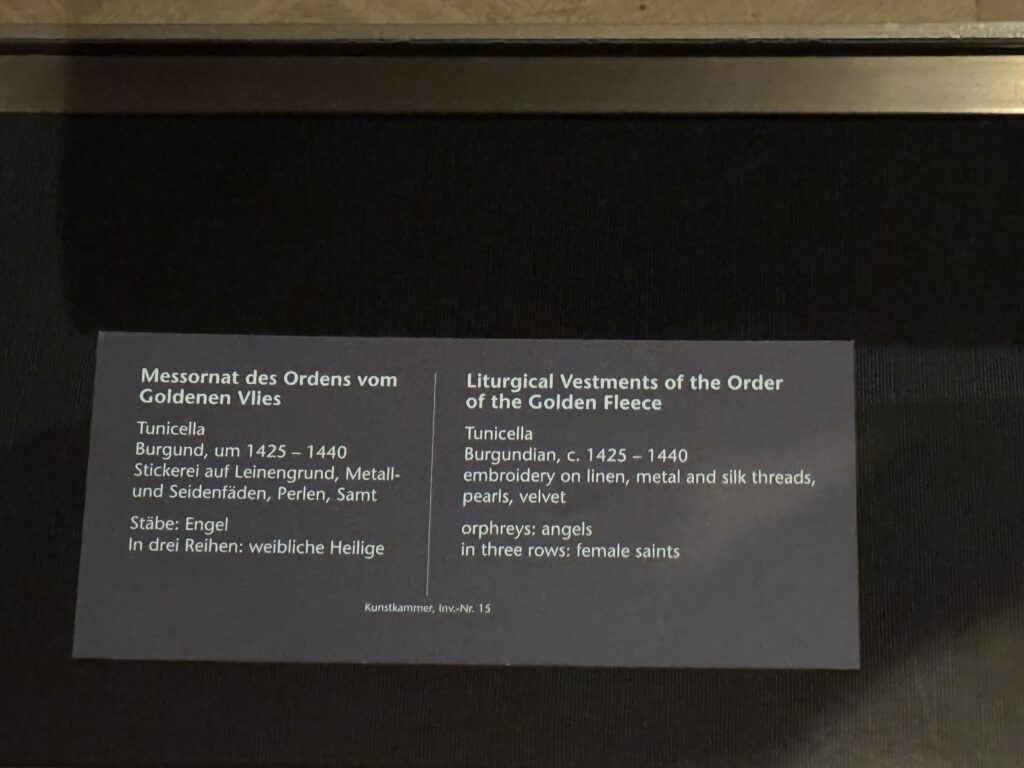 Messornat des Ordens vom
Goldenen Vlies
Tunicella
Burgund, um 1425 – 1440
Stickerei auf Leinengrund, Metall-
und Seidenfäden, Perlen, Samt
Stäbe: Engel
In drei Reihen: weibliche Heilige
Liturgical Vestments of the Order
of the Golden Fleece
Tunicella
Burgundian, c. 1425 – 1440
embroidery on linen, metal and silk threads,
pearls, velvet
orphreys: angels
in three rows: female saints
Kunstkammer, Inv.-Nr. 15